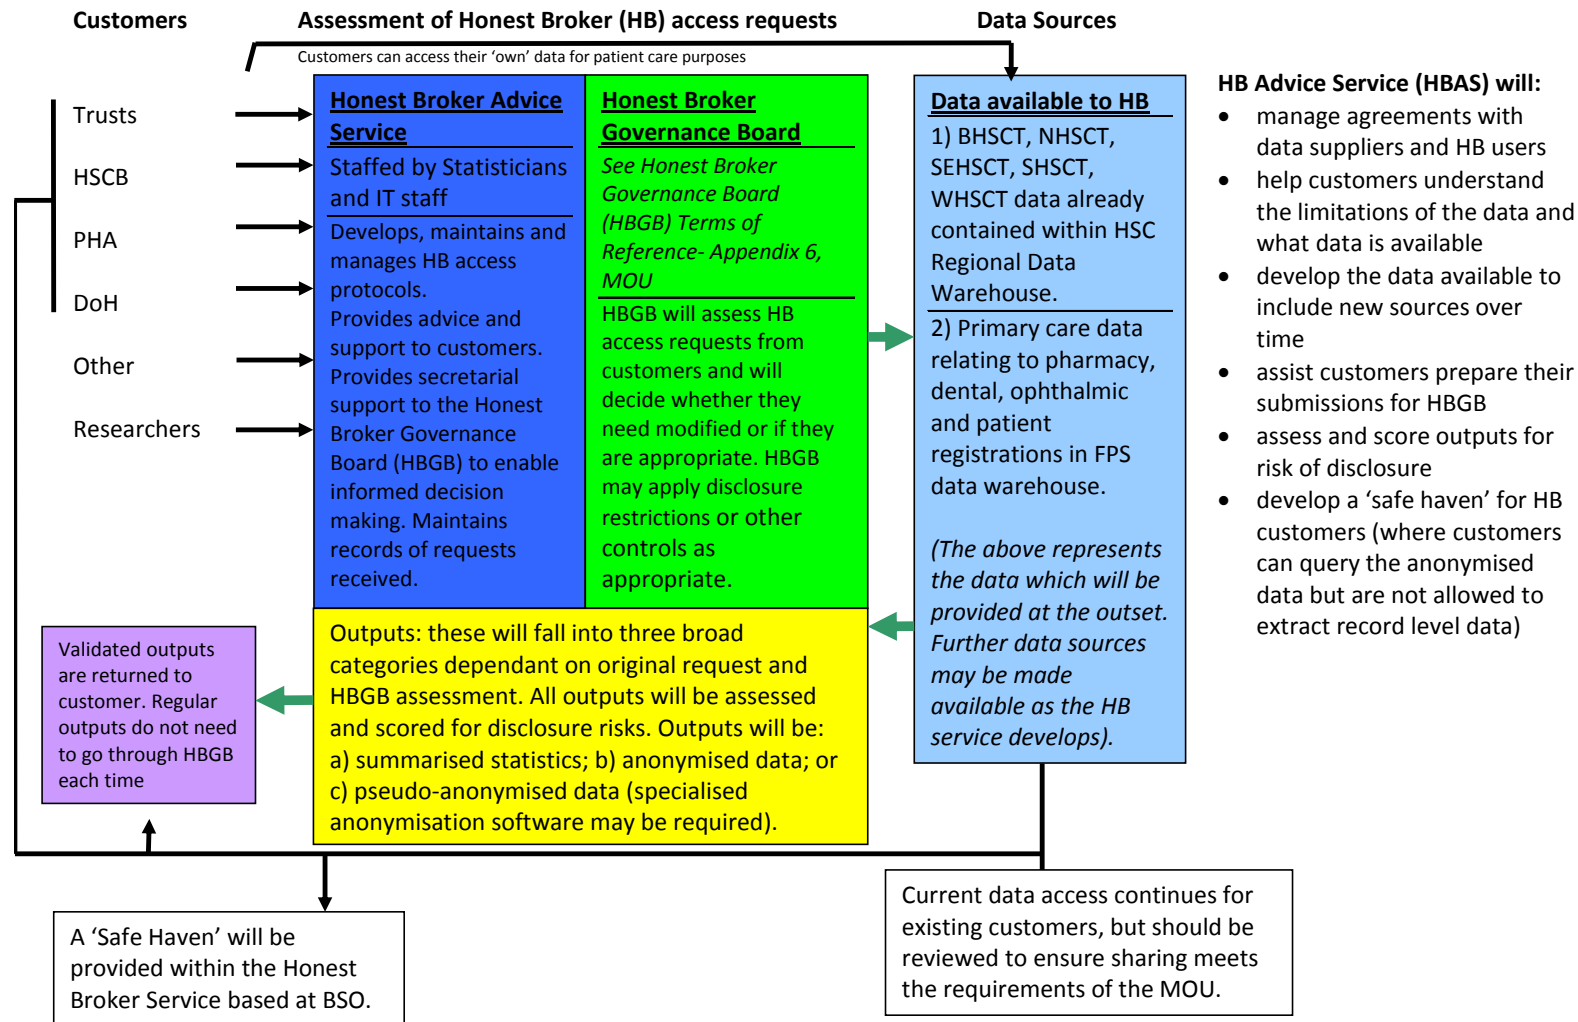 Customers
Assessment of Honest Broker (HB) access requests
Data Sources
Customers can access their ‘own’ data for patient care purposes
Trusts
HSCB
PHA
DoH
Other
Researchers
Honest Broker Advice
Service
Staffed by Statisticians
and IT staff
Develops, maintains and
manages HB access
protocols.
Provides advice and
support to customers.
Provides secretarial
support to the Honest
Broker Governance
Board (HBGB) to enable
informed decision
making. Maintains
records of requests
received.
Honest Broker
Governance Board
See Honest Broker
Governance Board
(HBGB) Terms of
Reference- Appendix 6,
MOU
HBGB will assess HB
access requests from
customers and will
decide whether they
need modified or if they
are appropriate. HBGB
may apply disclosure
restrictions or other
controls as
appropriate.
Data available to HB
1) BHSCT, NHSCT,
SEHSCT, SHSCT,
WHSCT data already
contained within HSC
Regional Data
Warehouse.
2) Primary care data
relating to pharmacy,
dental, ophthalmic
and patient
registrations in FPS
data warehouse.
(The above represents
the data which will be
provided at the outset.
Further data sources
may be made
available as the HB
service develops).
HB Advice Service (HBAS) will:
• manage agreements with
data suppliers and HB users
• help customers understand
the limitations of the data and
what data is available
• develop the data available to
include new sources over
time
• assist customers prepare their
submissions for HBGB
• assess and score outputs for
risk of disclosure
• develop a ‘safe haven’ for HB
customers (where customers
can query the anonymised
data but are not allowed to
extract record level data)
Validated outputs
are returned to
customer. Regular
outputs do not need
to go through HBGB
each time
Outputs: these will fall into three broad
categories dependant on original request and
HBGB assessment. All outputs will be assessed
and scored for disclosure risks. Outputs will be:
a) summarised statistics; b) anonymised data; or
c) pseudo-anonymised data (specialised
anonymisation software may be required).
A ‘Safe Haven’ will be
provided within the Honest
Broker Service based at BSO.
Current data access continues for
existing customers, but should be
reviewed to ensure sharing meets
the requirements of the MOU.